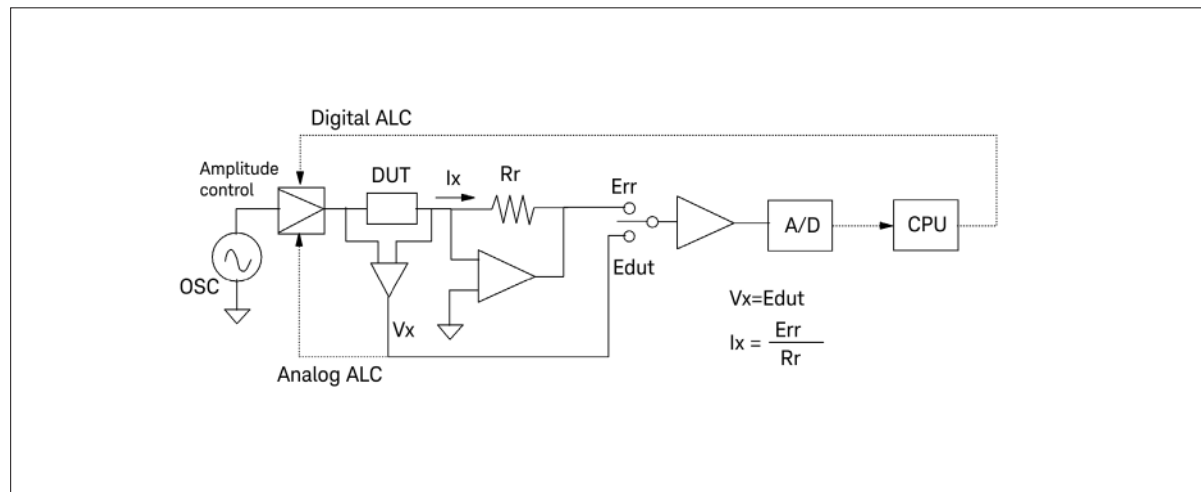 Digital ALC
Amplitude
control
DUT
Ix
Rr
Err
A/D
CPU
OSC
Edut
Vx
Vx=Edut
Ix = Err
Rr
Analog ALC